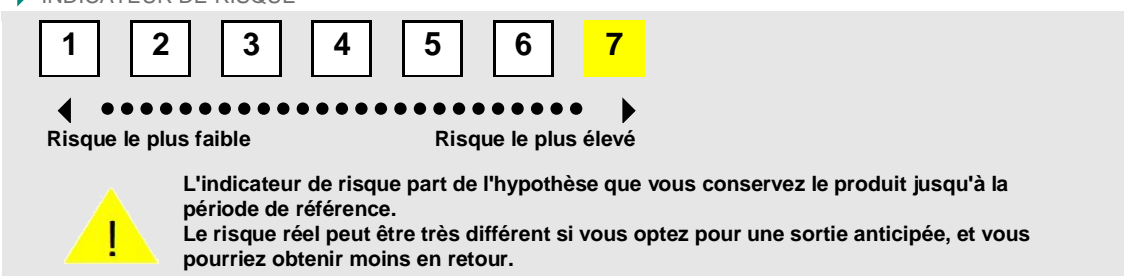 INDICATEUR DE RISQUE
1 2 3 4 5 6 7
Risque le plus faible Risque le plus élevé
L'indicateur de risque part de l'hypothèse que vous conservez le produit jusqu'à la
période de référence.
Le risque réel peut être très différent si vous optez pour une sortie anticipée, et vous
pourriez obtenir moins en retour.
!